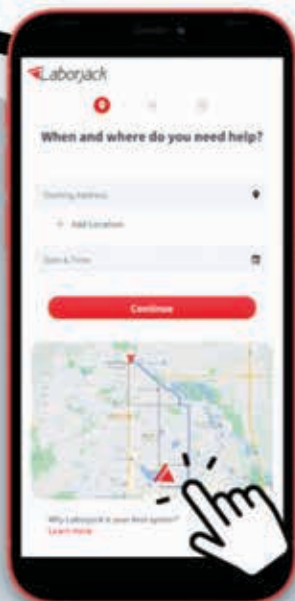 Laborjack
When and where do you need help?
Starting Address
+ Add Location
Date & Time
Continue
Why Laborjack is your best option?
Learn more